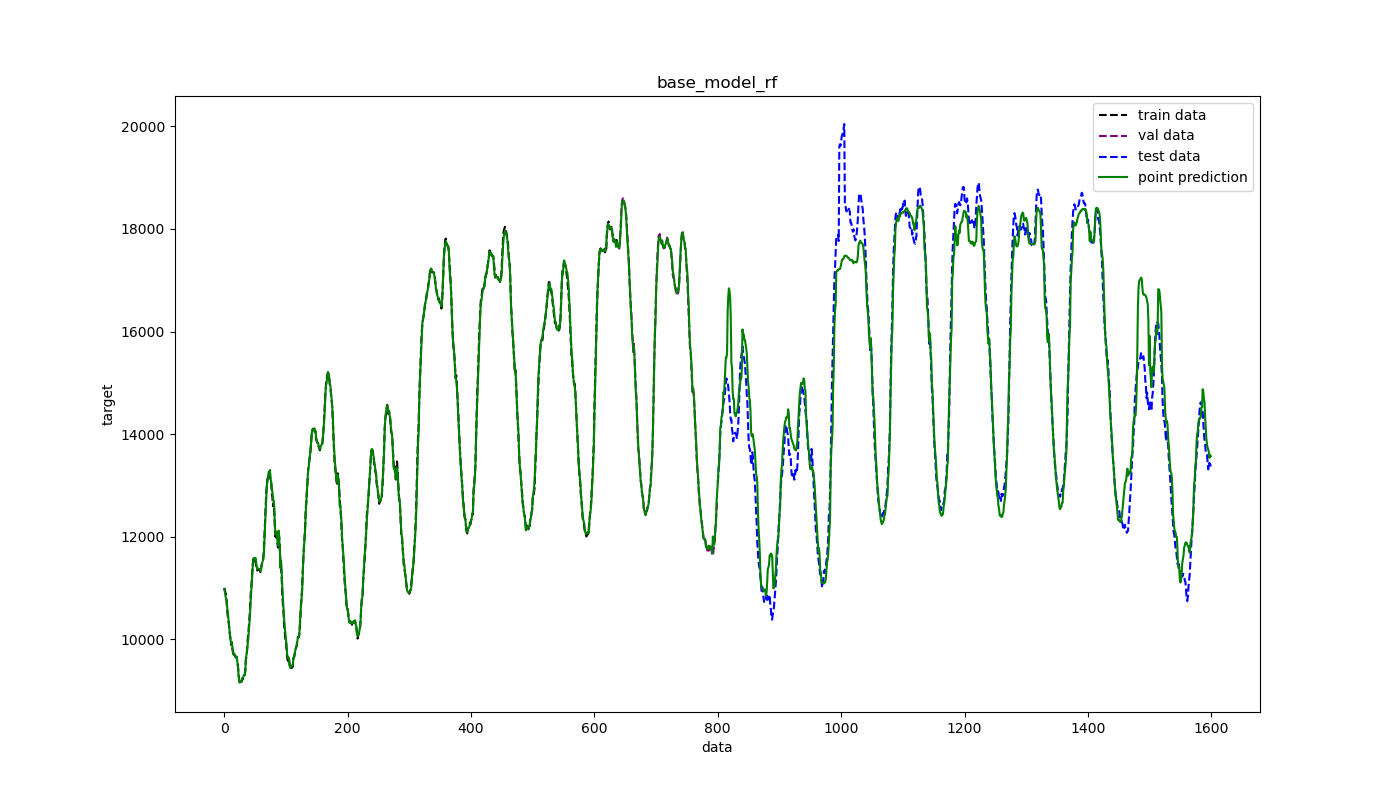 base_model_rf
train data
val data
test data
point prediction
20000
18000
16000
14000
12000
10000
target
0 200 400 600 800 1000 1200 1400 1600
data